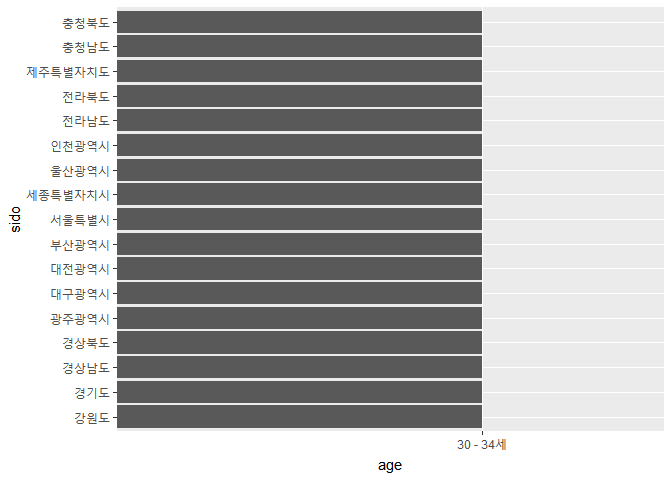 충청북도
충청남도
제주특별자치도
전라북도
전라남도
인천광역시
울산광역시
세종특별자치시
서울특별시
부산광역시
대전광역시
대구광역시
광주광역시
경상북도
경상남도
경기도
강원도
sido
30 - 34세
age